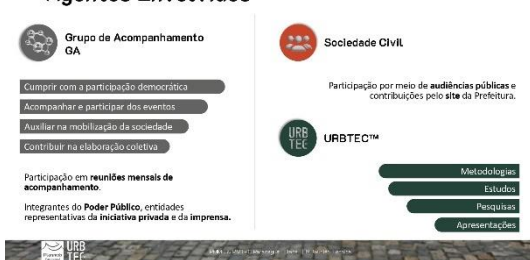 Agentes Envolvidos
Grupo de Acompanhamento
GA
Cumprir com a participação democrática
Acompanhar e participar dos eventos
Auxiliar na mobilização da sociedade
Contribuir na elaboração coletiva
Participação em reuniões mensais de
acompanhamento.
Integrantes do Poder Público, entidades
representativas da iniciativa privada e da imprensa.
Sociedade Civil
Participação por meio de audiências públicas e
contribuições pelo site da Prefeitura.
URB
TEC
URBTEC™
Metodologias
Estudos
Pesquisas
Apresentações
URB
TEC